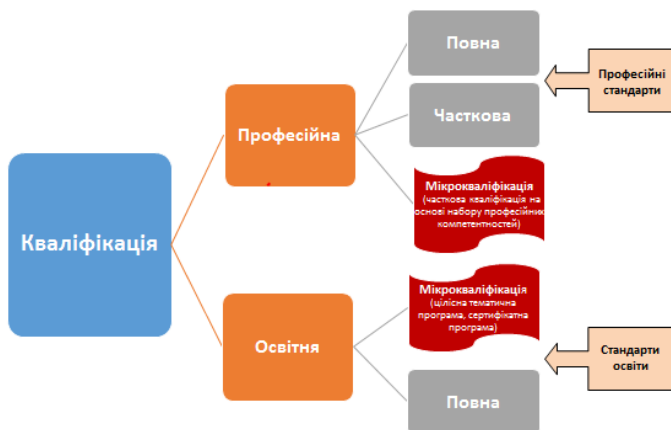 Кваліфікація
Професійна
Освітня
Повна
Часткова
Мікрокваліфікація
(часткова кваліфікація на
основі набору професійних
компетентностей)
Мікрокваліфікація
(цілісна тематична
програма, сертифікатна
програма)
Повна
Професійні
стандарти
Стандарти
освіти